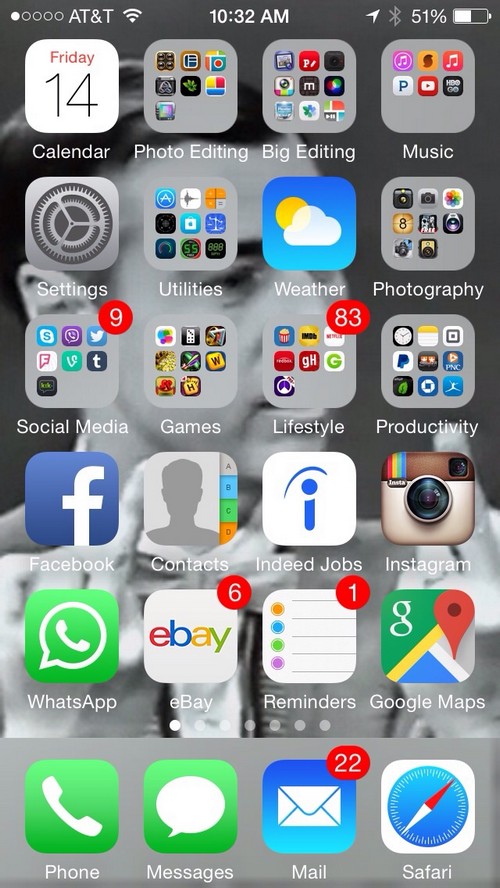 AT&T 10:32 AM 51%
Friday
14
Calendar Photo Editing Big Editing Music
Settings Utilities Weather Photography
9 83
Social Media Games Lifestyle Productivity
A
B
C
D
Insta
Facebook Contacts Indeed Jobs Instagram
6 1
ebay
g
WhatsApp eBay Reminders Google Maps
22
Phone Messages Mail Safari